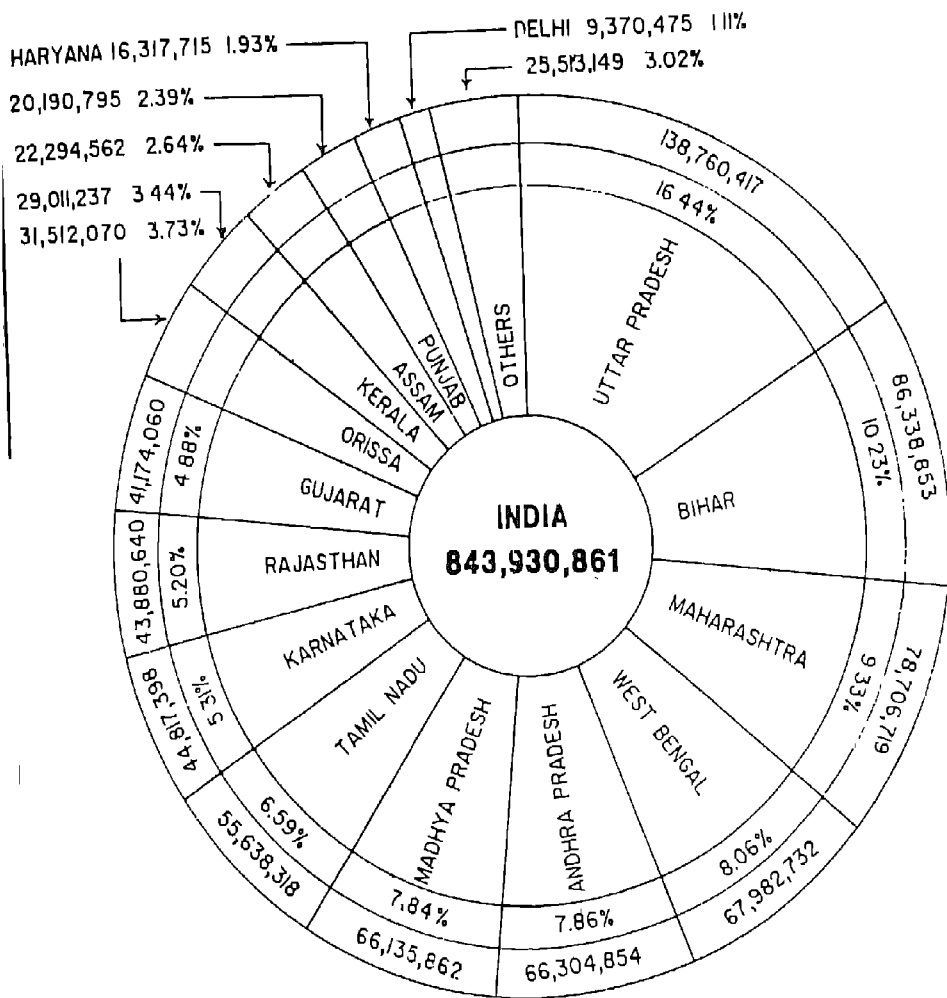 HARYANA 16,317,715 1.93%
DELHI 9,370,475 1 11%
25,513,149 3.02%
20,190,795 2.39%
22,294,562 2.64%
29,011,237 3 44%
31,512,070 3.73%
138,760,417
16 44%
UTTAR PRADESH
86,338,853
10 23%
BIHAR
78,706,719
9 33%
MAHARASHTRA
67,982,732
8.06%
WEST BENGAL
66,304,854
7.86%
ANDHRA PRADESH
66,135,862
7.84%
MADHYA PRADESH
55,638,318
6.59%
TAMIL NADU
44,817,398
5 31%
KARNATAKA
43,880,640
5.20%
RAJASTHAN
41,174,060
4 88%
GUJARAT
ORISSA
KERALA
ASSAM
PUNJAB
OTHERS
INDIA
843,930,861